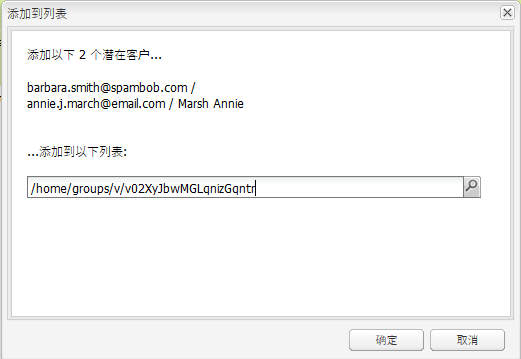 添加到列表
添加以下 2 个潜在客户...
barbara.smith@spambob.com /
annie.j.march@email.com / Marsh Annie
...添加到以下列表:
/home/groups/v/v02XyJbwMGLqnizGqntr
确定
取消